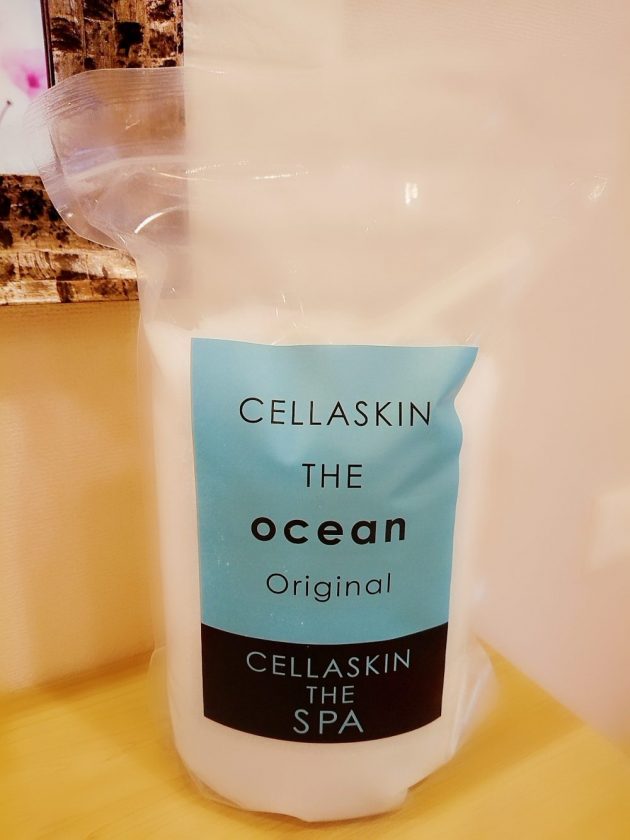 CELLASKIN
THE
ocean
Original
CELLASKIN
THE
SPA